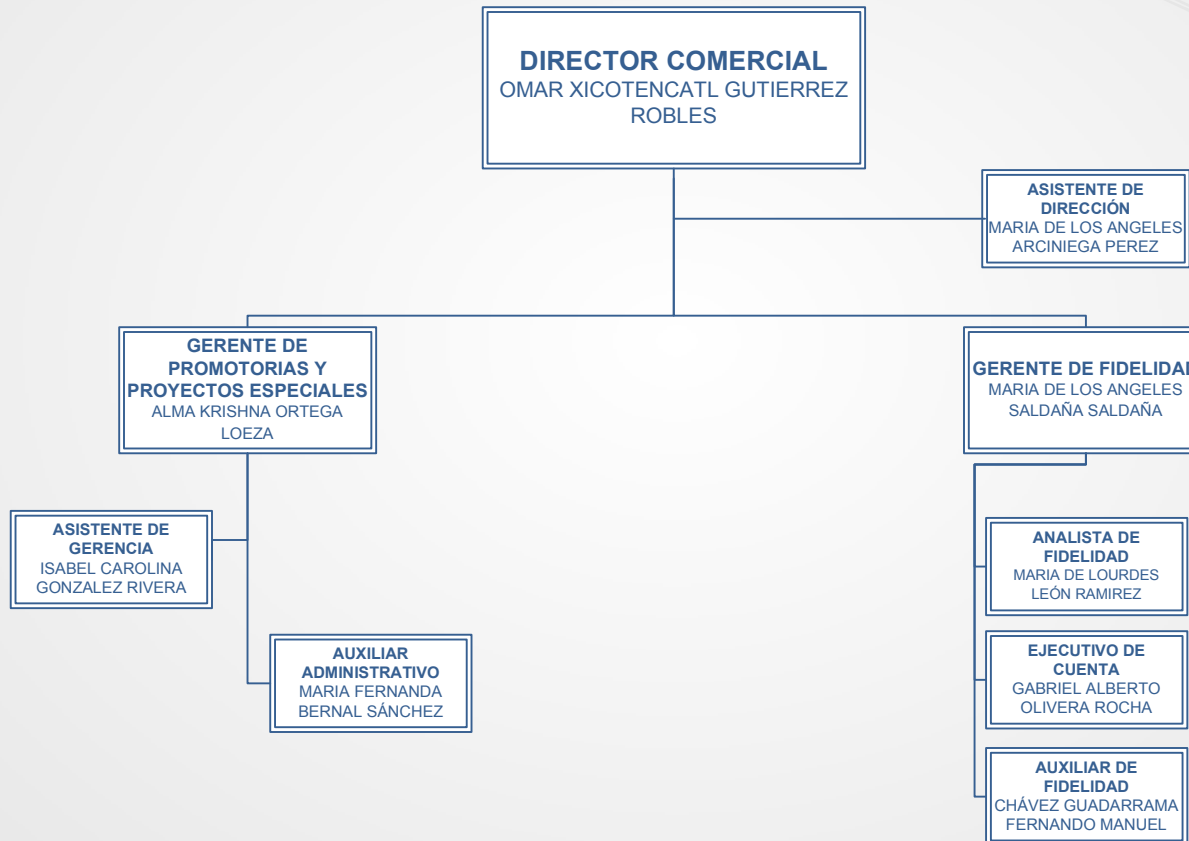 DIRECTOR COMERCIAL
OMAR XICOTENCATL GUTIERREZ
ROBLES
ASISTENTE DE
DIRECCIÓN
MARIA DE LOS ANGELES
ARCINIEGA PEREZ
GERENTE DE
PROMOTORIAS Y
PROYECTOS ESPECIALES
ALMA KRISHNA ORTEGA
LOEZA
GERENTE DE FIDELIDAD
MARIA DE LOS ANGELES
SALDAÑA SALDAÑA
ASISTENTE DE
GERENCIA
ISABEL CAROLINA
GONZALEZ RIVERA
AUXILIAR
ADMINISTRATIVO
MARIA FERNANDA
BERNAL SÁNCHEZ
ANALISTA DE
FIDELIDAD
MARIA DE LOURDES
LEÓN RAMIREZ
EJECUTIVO DE
CUENTA
GABRIEL ALBERTO
OLIVERA ROCHA
AUXILIAR DE
FIDELIDAD
CHÁVEZ GUADARRAMA
FERNANDO MANUEL